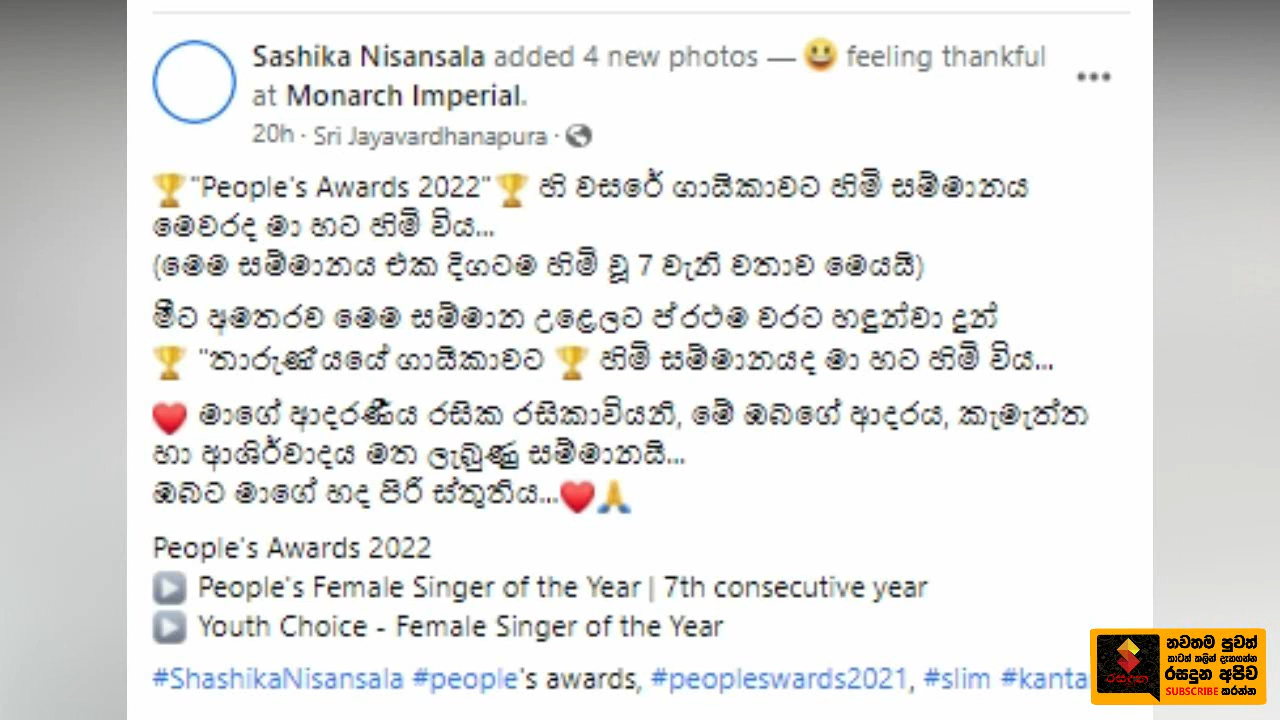 Sashika Nisansala added 4 new photos — 😃 feeling thankful
at Monarch Imperial.
20h · Sri Jayavardhanapura ·
🏆"People's Awards 2022"🏆 හි වසරේ ගායිකාවට හිමි සම්මානය
මෙවරද මා හට හිමි විය...
(මෙම සම්මානය එක දිගටම හිමි වූ 7 වැනි වතාව මෙයයි)
මීට අමතරව මෙම සම්මාන උළෙලට ප්රථම වරට හඳුන්වා දුන්
🏆 "තාරුණ්යයේ ගායිකාවට 🏆 හිමි සම්මානයද මා හට හිමි විය...
❤️ මාගේ ආදරණීය රසික රසිකාවියනි, මේ ඔබගේ ආදරය, කැමැත්ත
හා ආශිර්වාදය මත ලැබුණු සම්මානයි...
ඔබට මාගේ හද පිරි ස්තුතිය...❤️🙏
People's Awards 2022
▶️ People's Female Singer of the Year | 7th consecutive year
▶️ Youth Choice - Female Singer of the Year
#ShashikaNisansala #people's awards, #peopleswards2021, #slim #kanta
නවතම පුවත්
කාටත් කලින් දැනගන්න
රසදුන අපිව
SUBSCRIBE කරන්න
රසදුන